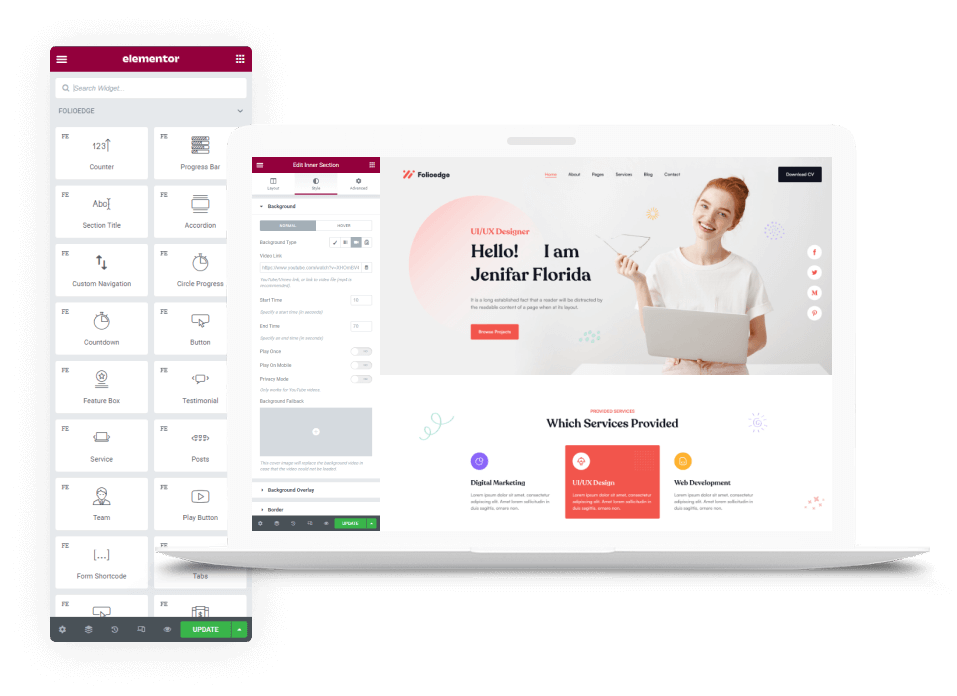 elementor
Search Widget...
FOLIOEDGE
FE
FE
Counter
Progress Bar
FE
FE
Section Title
Accordion
FE
FE
Custom Navigation
Circle Progress
FE
FE
Countdown
Button
FE
FE
Feature Box
Testimonial
FE
FE
Service
Posts
FE
FE
Team
Play Button
FE
FE
Form Shortcode
Tabs
FE
FE
UPDATE
Edit Inner Section
Layout
Style
Advanced
Background
NORMAL
HOVER
Background Type
Video Link
YouTube/Vimeo link, or link to video file (mp4 is
recommended).
Start Time
10
Specify a start time (in seconds)
End Time
70
Specify an end time (in seconds)
Play Once
Play On Mobile
Privacy Mode
Only works for YouTube videos.
Background Fallback
This cover image will replace the background video in
case that the video could not be loaded.
Background Overlay
Border
UPDATE
Folioedge
Home
About
Pages
Services
Blog
Contact
Download CV
UI/UX Designer
Hello! I am
Jenifar Florida
It is a long established fact that a reader will be distracted by
the readable content of a page when at its layout.
Browse Projects
PROVIDED SERVICES
Which Services Provided
Digital Marketing
Lorem ipsum dolor sit amet, consectetur
adipiscing elit. Amet lorem sollicitudin in
duis sagittis, ornare non.
UI/UX Design
Lorem ipsum dolor sit amet, consectetur
adipiscing elit. Amet lorem sollicitudin in
duis sagittis, ornare non.
Web Development
Lorem ipsum dolor sit amet, consectetur
adipiscing elit. Amet lorem sollicitudin in
duis sagittis, ornare non.